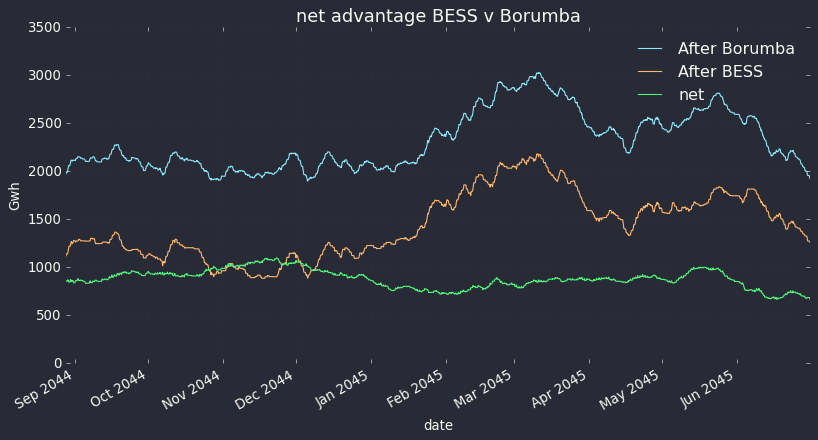 net advantage BESS v Borumba
3500
3000
2500
2000
1500
1000
500
0
Gwh
After Borumba
After BESS
net
Sep 2044
Oct 2044
Nov 2044
Dec 2044
Jan 2045
Feb 2045
Mar 2045
Apr 2045
May 2045
Jun 2045
date